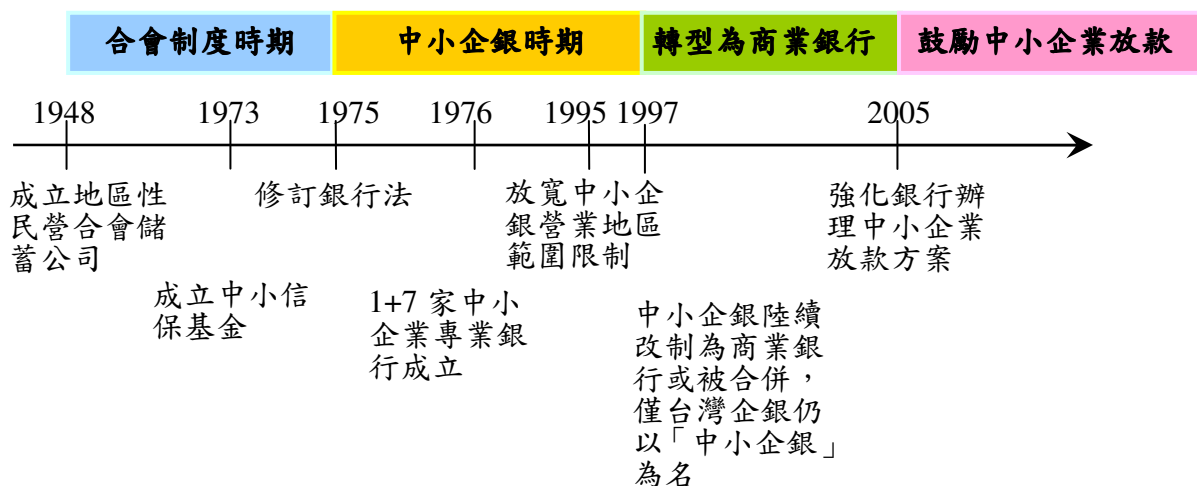 合會制度時期
中小企銀時期
轉型為商業銀行
鼓勵中小企業放款
1948
1973
1975
1976
1995
1997
2005
成立地區性
民營合會儲
蓄公司
成立中小信
保基金
修訂銀行法
1+7 家中小
企業專業銀
行成立
放寬中小企
銀營業地區
範圍限制
中小企銀陸續
改制為商業銀
行或被合併，
僅台灣企銀仍
以「中小企銀」
為名
強化銀行辦
理中小企業
放款方案